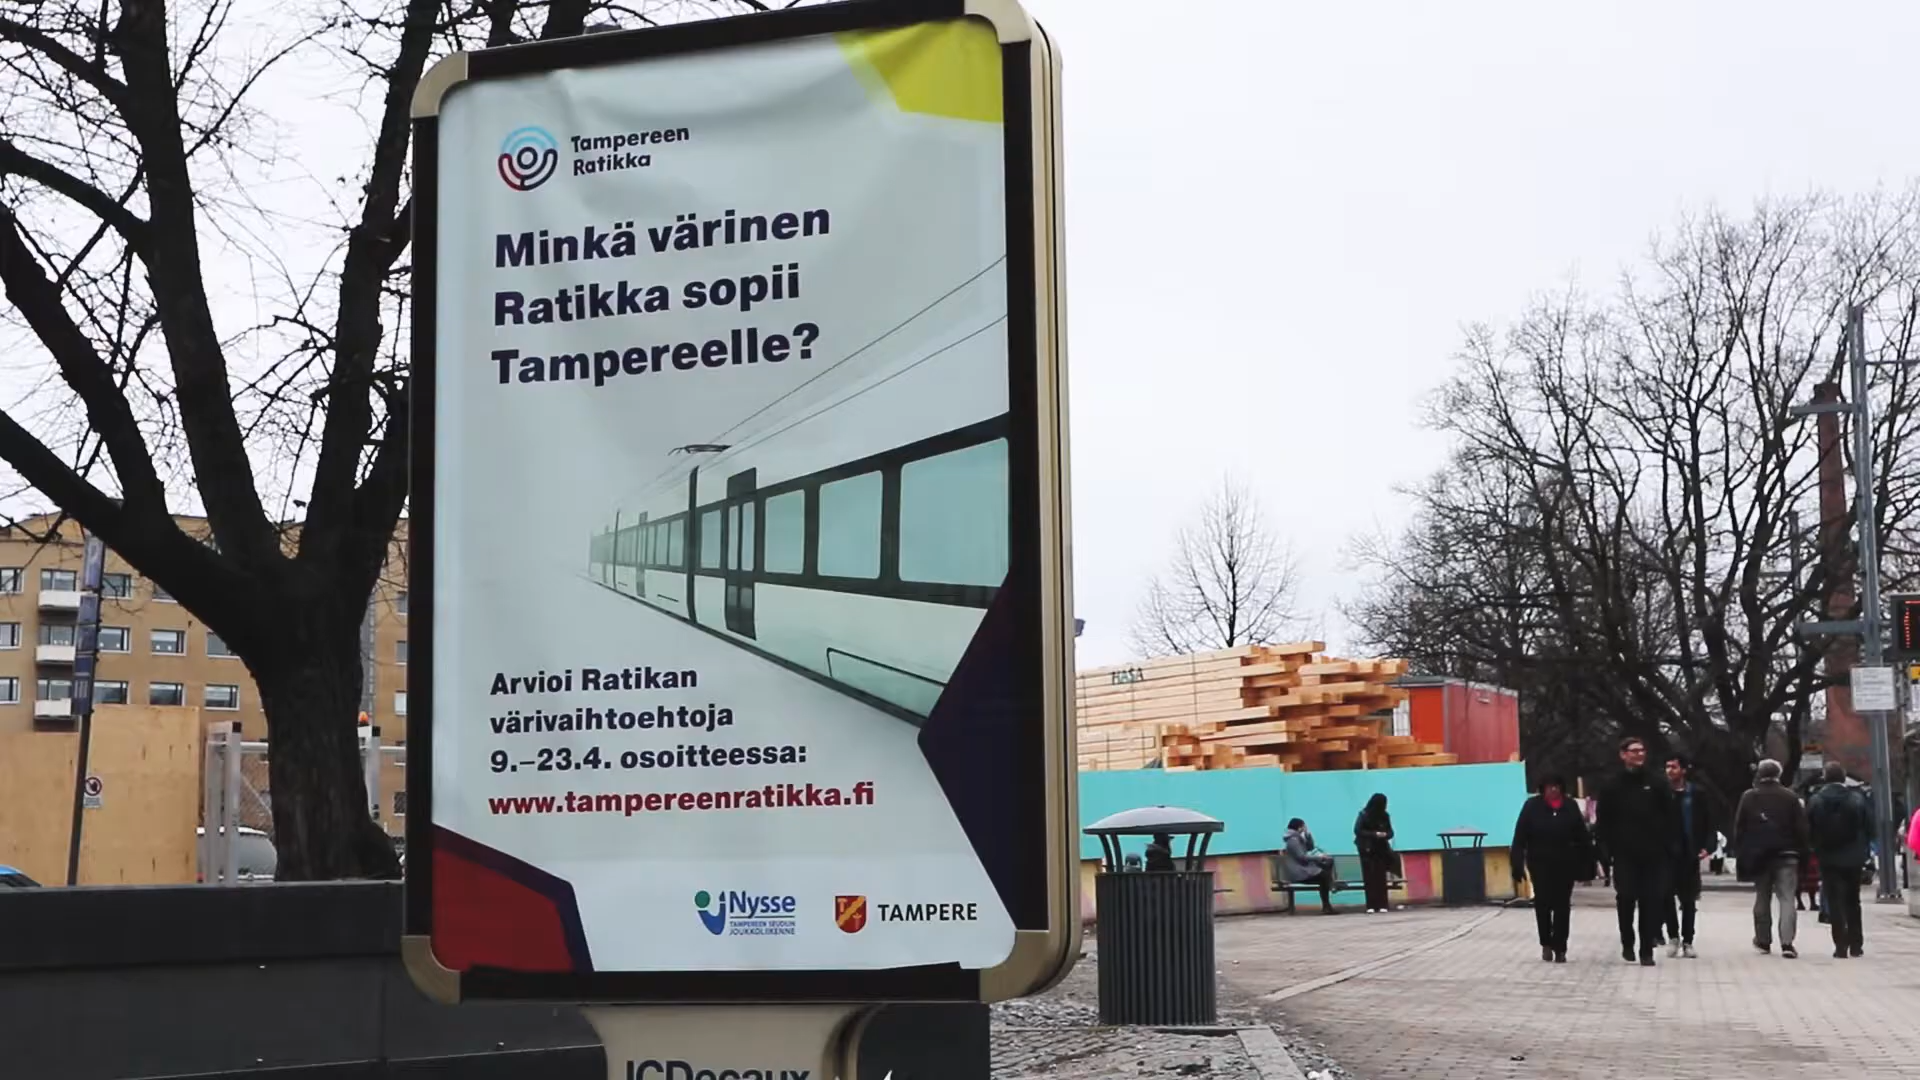 Tampereen
Ratikka
Minkä värinen
Ratikka sopii
Tampereelle?
Arvioi Ratikan
värivaihtoehtoja
9.–23.4. osoitteessa:
www.tampereenratikka.fi
Nysse
TAMPEREEN SEUDUN
JOUKKOLIIKENNE
TAMPERE
JCDecaux
HASA